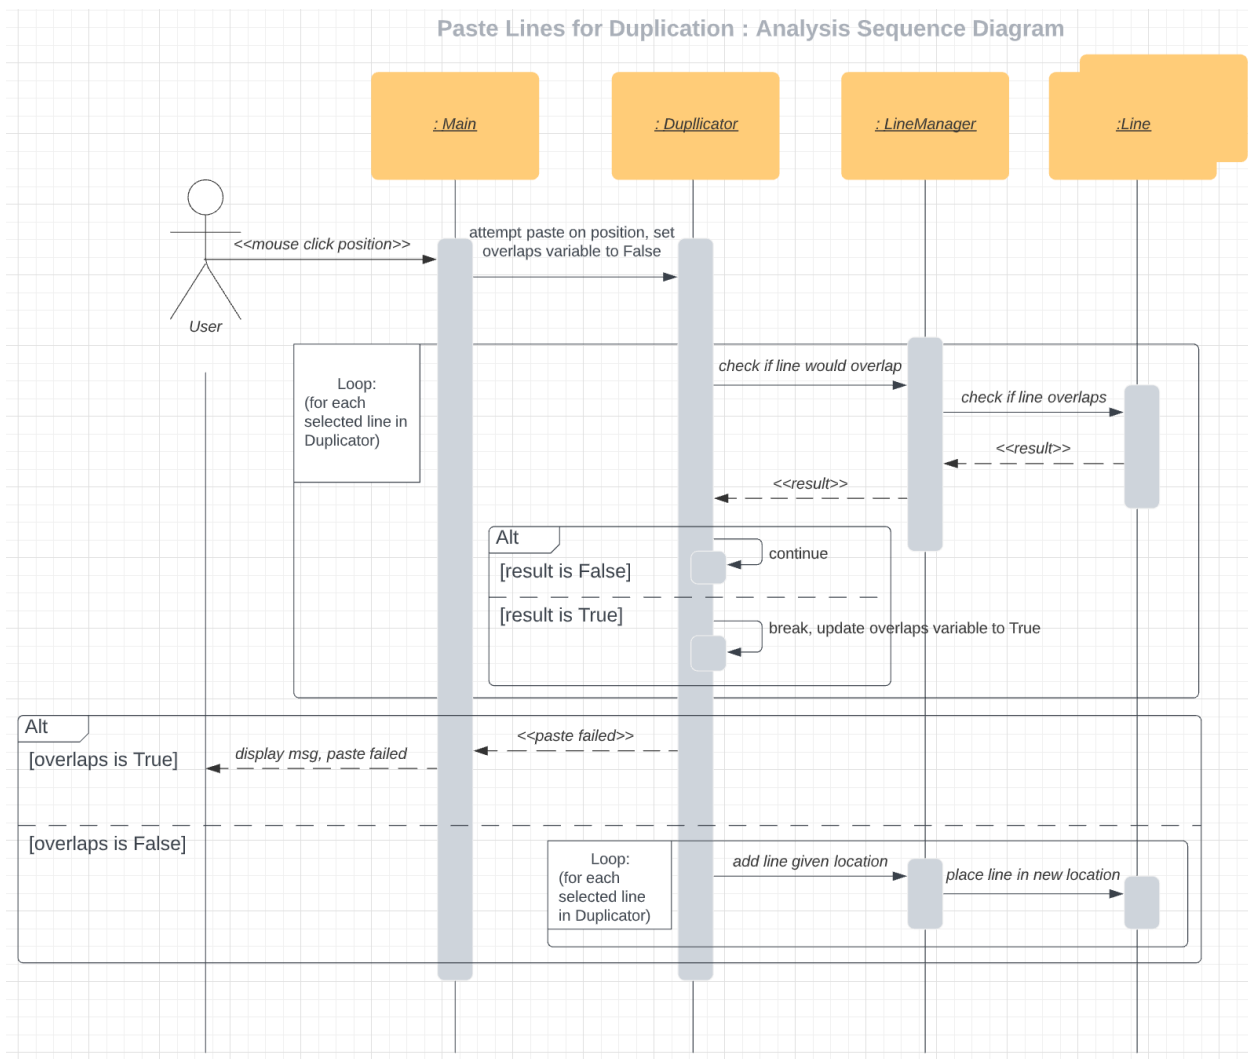 Paste Lines for Duplication : Analysis Sequence Diagram
: Main
: Dupllicator
: LineManager
:Line
<<mouse click position>>
attempt paste on position, set
overlaps variable to False
User
Loop:
(for each
selected line in
Duplicator)
check if line would overlap
check if line overlaps
<<result>>
<<result>>
Alt
continue
[result is False]
[result is True]
break, update overlaps variable to True
Alt
<<paste failed>>
[overlaps is True]
display msg, paste failed
[overlaps is False]
Loop:
(for each
selected line
in Duplicator)
add line given location
place line in new location